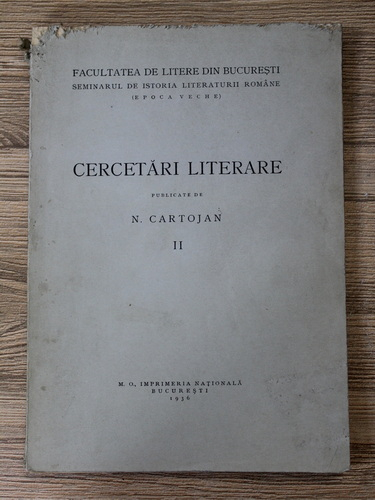 FACULTATEA DE LITERE DIN BUCUREȘTI
SEMINARUL DE ISTORIA LITERATURII ROMÂNE
(EPOCA VECHE)
CERCETĂRI LITERARE
PUBLICATE DE
N. CARTOJAN
II
M. O., IMPRIMERIA NAȚIONALĂ
BUCUREȘTI
1936